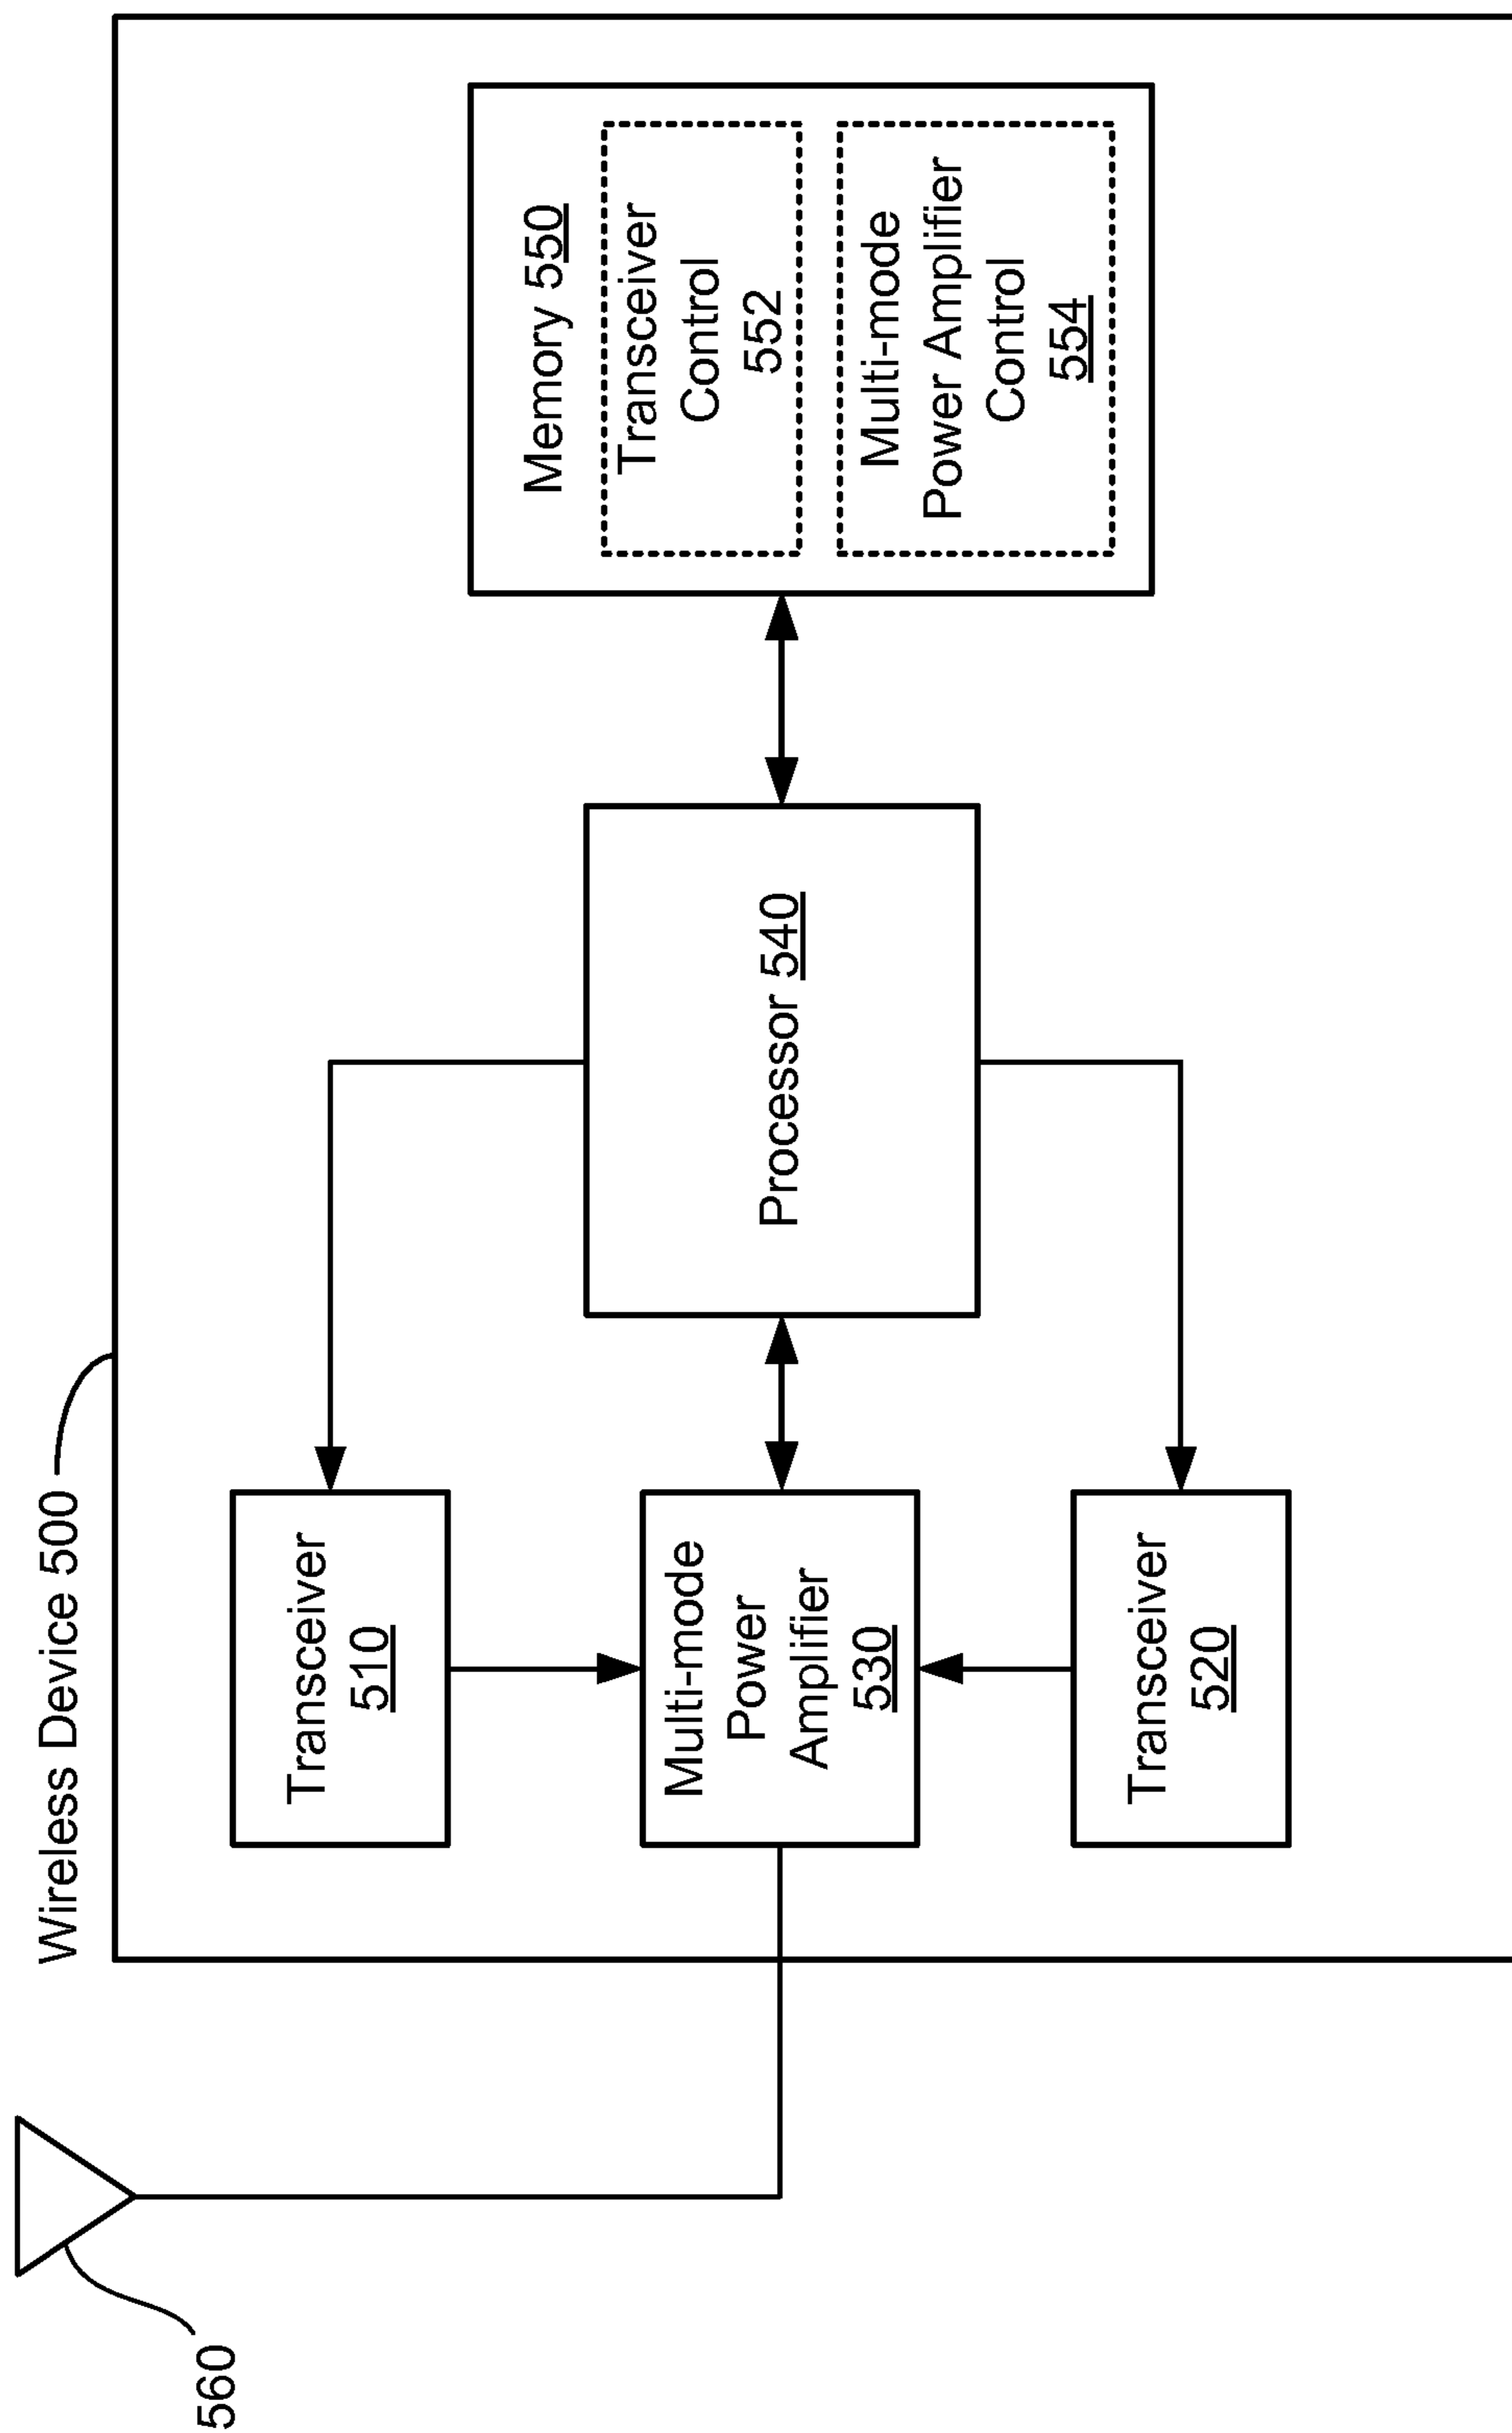 Wireless Device 500
560
Transceiver
510
Multi-mode
Power
Amplifier
530
Transceiver
520
Processor 540
Memory 550
Transceiver
Control
552
Multi-mode
Power Amplifier
Control
554